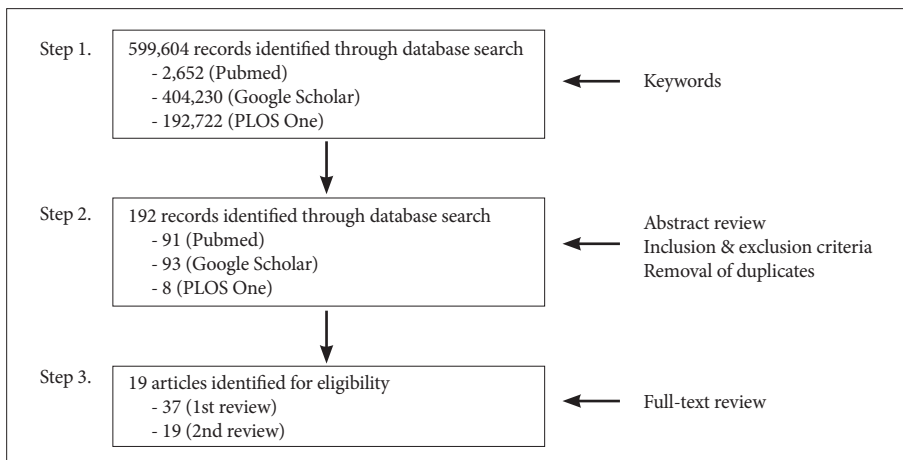 Step 1.
599,604 records identified through database search
- 2,652 (Pubmed)
- 404,230 (Google Scholar)
- 192,722 (PLOS One)
Keywords
Step 2.
192 records identified through database search
- 91 (Pubmed)
- 93 (Google Scholar)
- 8 (PLOS One)
Abstract review
Inclusion & exclusion criteria
Removal of duplicates
Step 3.
19 articles identified for eligibility
- 37 (1st review)
- 19 (2nd review)
Full-text review